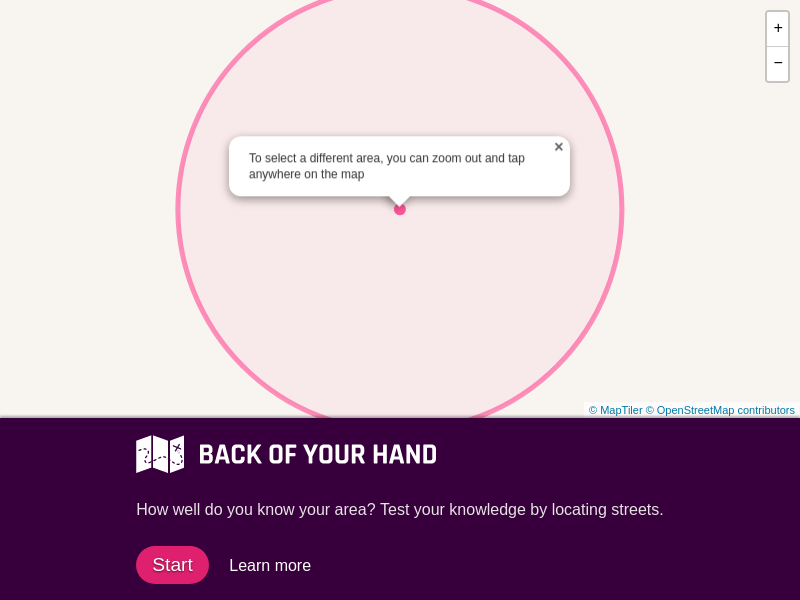 +
−
×
To select a different area, you can zoom out and tap
anywhere on the map
© MapTiler © OpenStreetMap contributors
BACK OF YOUR HAND
How well do you know your area? Test your knowledge by locating streets.
Start
Learn more